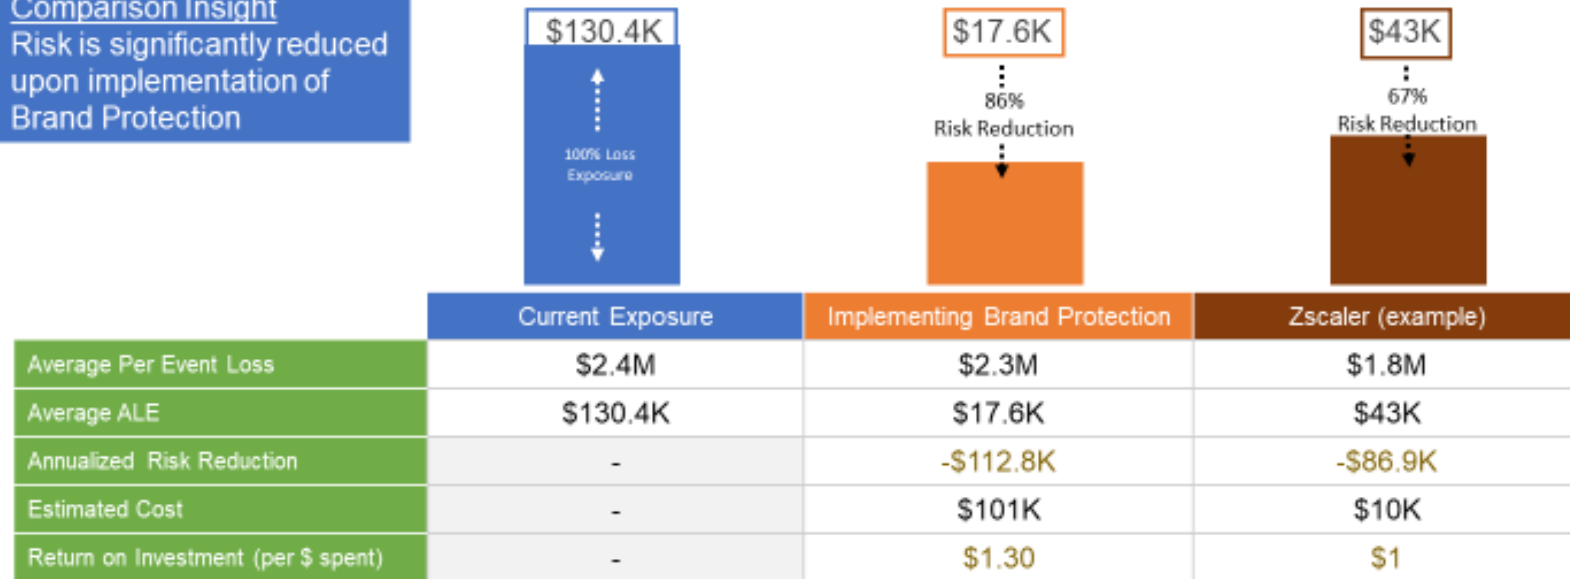 Comparison Insight
Risk is significantly reduced
upon implementation of
Brand Protection
$130.4K
100% Loss
Exposure
$17.6K
86%
Risk Reduction
$43K
67%
Risk Reduction
Current Exposure Implementing Brand Protection Zscaler (example)
Average Per Event Loss $2.4M $2.3M $1.8M
Average ALE $130.4K $17.6K $43K
Annualized Risk Reduction - -$112.8K -$86.9K
Estimated Cost - $101K $10K
Return on Investment (per $ spent) - $1.30 $1